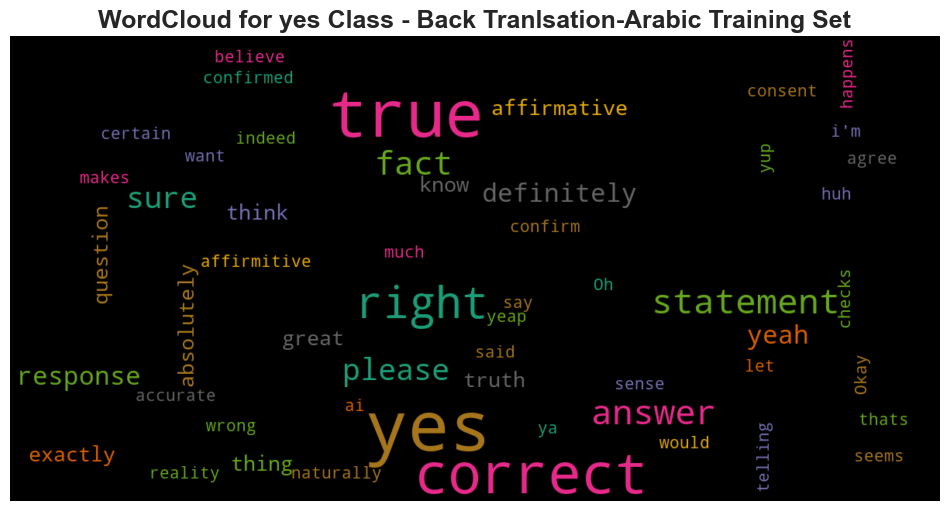 WordCloud for yes Class - Back Tranlsation-Arabic Training Set
believe
happens
confirmed
consent
true
affirmative
certain
indeed
i'm
want
yup
agree
fact
makes
know
definitely
huh
sure
think
question
confirm
much
affirmitive
absolutely
Oh
checks
right
say
statement
yeap
yeah
great
said
let
please
truth
response
sense
Okay
accurate
ai
answer
wrong
yes
ya
thats
would
exactly
thing
telling
seems
reality
naturally
correct